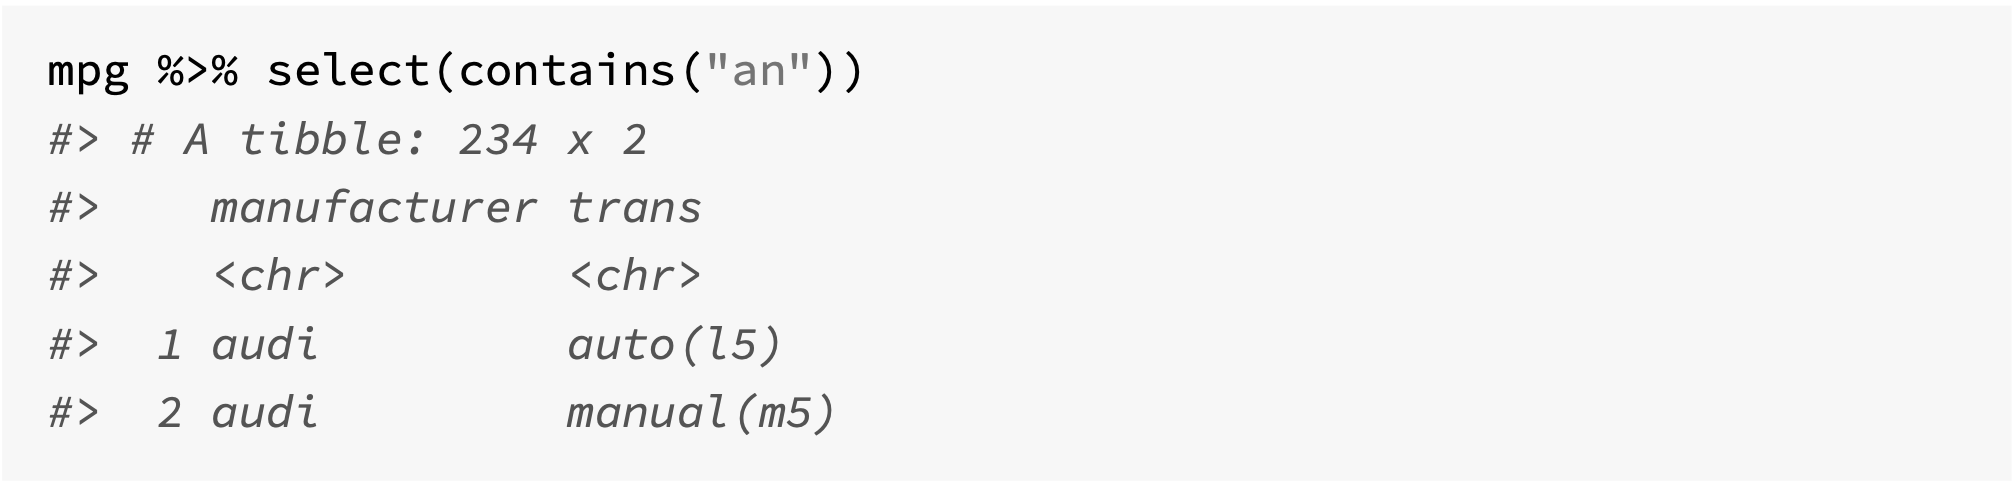 mpg %>% select(contains("an"))
#> # A tibble: 234 x 2
#>    manufacturer trans
#>    <chr>        <chr>
#>  1 audi         auto(l5)
#>  2 audi         manual(m5)